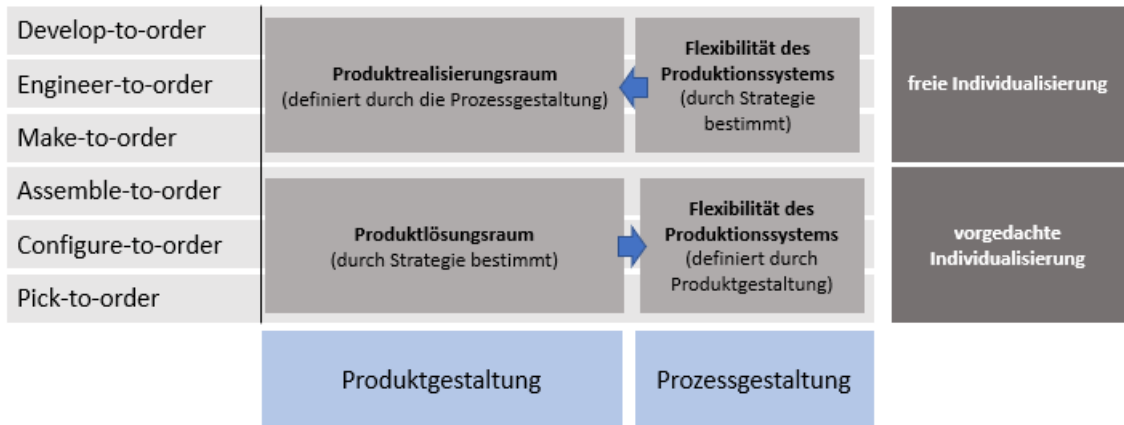 Develop-to-order
Engineer-to-order
Make-to-order
Assemble-to-order
Configure-to-order
Pick-to-order
Produktrealisierungsraum
(definiert durch die Prozessgestaltung)
Flexibilität des
Produktionssystems
(durch Strategie
bestimmt)
freie Individualisierung
Produktlösungsraum
(durch Strategie bestimmt)
Flexibilität des
Produktionssystems
(definiert durch
Produktgestaltung)
vorgedachte
Individualisierung
Produktgestaltung
Prozessgestaltung